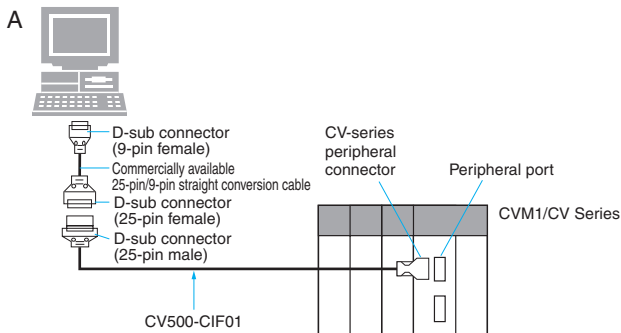 A
D-sub connector
(9-pin female)
Commercially available
25-pin/9-pin straight conversion cable
D-sub connector
(25-pin female)
D-sub connector
(25-pin male)
CV500-CIF01
CV-series
peripheral
connector
Peripheral port
CVM1/CV Series